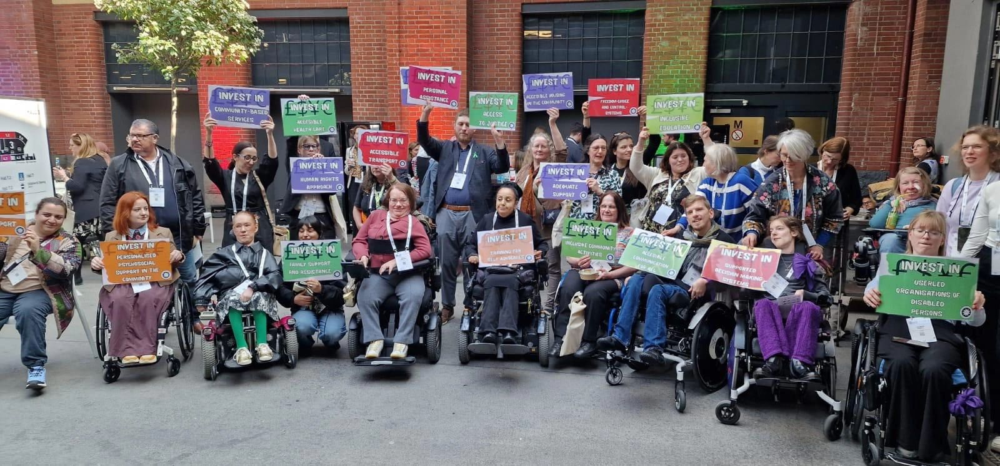 INVEST IN
COMMUNITY-BASED
SERVICES
INVEST IN
ACCESIBLE
HEALTH CARE
INVEST IN
PERSONAL
ASSISTANCE
INVEST IN
ACCESS
TO JUSTICE
INVEST IN
ACCESIBLE HOUSING
IN THE COMMUNITY
INVEST IN
FREEDOM-CHOICE
AND CONTROL-
SYSTEMS
INVEST IN
INCLUSIVE
EDUCATION
INVEST IN
ACCESIBLE
TRANSPORT
INVEST IN
HUMAN RIGHTS
APPROACH
INVEST IN
ADEQUATE
SUPPORT
M
3
T IN
PORT
INVEST IN
PERSONALISED
PSYCHOSOCIAL
SUPPORT IN THE
COMMUNITY
INVEST IN
FAMILY SUPPORT
AND ASSISTANCE
INVEST IN
TRAINING FOR
SELF ADVOCATES
INVEST IN
INCLUSIVE COMMUNITY
ACTIVITIES
INVEST IN
ACCESIBLE
COMMUNICATION
FOR ALL
INVEST IN
SUPPORTED
DECISION MAKING
SYSTEMS
INVEST IN
USERLED
ORGANISATIONS OF
DISABLED
PERSONS